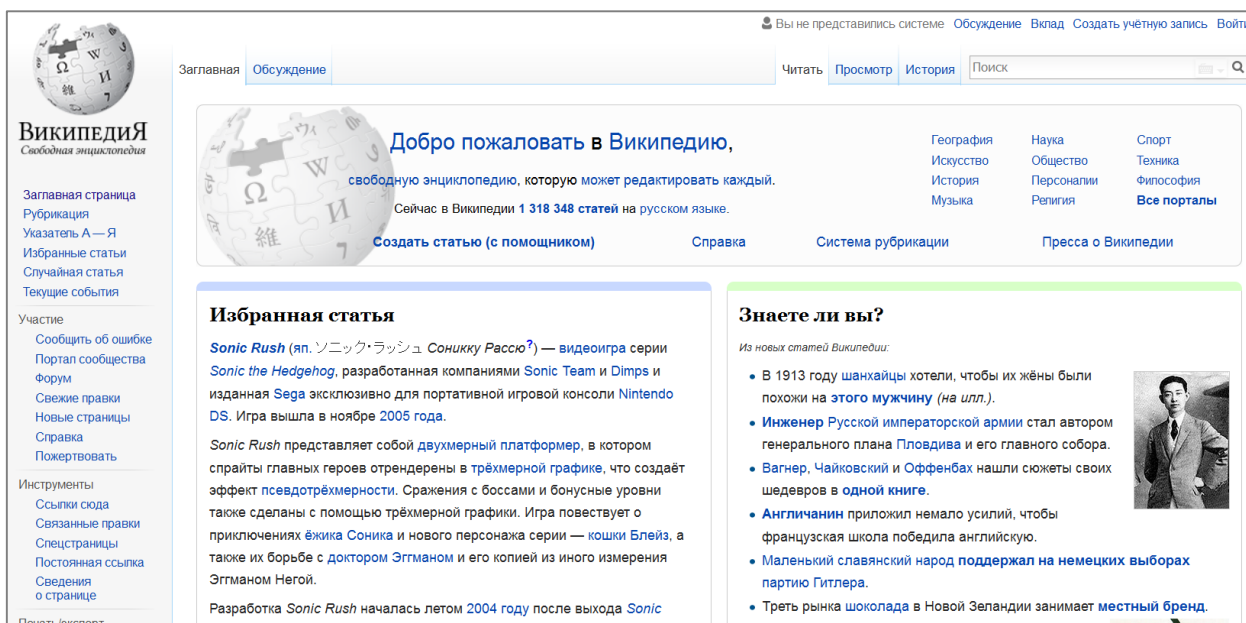 Вы не представились системе Обсуждение Вклад Создать учётную запись Войти
ВикипедиЯ
Свободная энциклопедия
Заглавная Обсуждение
Читать Просмотр История Поиск
Заглавная страница
Рубрикация
Указатель А — Я
Избранные статьи
Случайная статья
Текущие события
Участие
Сообщить об ошибке
Портал сообщества
Форум
Свежие правки
Новые страницы
Справка
Пожертвовать
Инструменты
Ссылки сюда
Связанные правки
Спецстраницы
Постоянная ссылка
Сведения
о странице
Добро пожаловать в Википедию,
свободную энциклопедию, которую может редактировать каждый.
Сейчас в Википедии 1 318 348 статей на русском языке.
География Наука Спорт
Искусство Общество Техника
История Персоналии Философия
Музыка Религия Все порталы
Создать статью (с помощником) Справка Система рубрикации Пресса о Википедии
Избранная статья
Sonic Rush (яп. ソニック・ラッシュ Соникку Рассю?) — видеоигра серии
Sonic the Hedgehog, разработанная компаниями Sonic Team и Dimps и
изданная Sega эксклюзивно для портативной игровой консоли Nintendo
DS. Игра вышла в ноябре 2005 года.
Sonic Rush представляет собой двухмерный платформер, в котором
спрайты главных героев отрендерены в трёхмерной графике, что создаёт
эффект псевдотрёхмерности. Сражения с боссами и бонусные уровни
также сделаны с помощью трёхмерной графики. Игра повествует о
приключениях ёжика Соника и нового персонажа серии — кошки Блейз, а
также их борьбе с доктором Эггманом и его копией из иного измерения
Эггманом Негой.
Разработка Sonic Rush началась летом 2004 году после выхода Sonic
Знаете ли вы?
Из новых статей Википедии:
• В 1913 году шанхайцы хотели, чтобы их жёны были
похожи на этого мужчину (на илл.).
• Инженер Русской императорской армии стал автором
генерального плана Пловдива и его главного собора.
• Вагнер, Чайковский и Оффенбах нашли сюжеты своих
шедевров в одной книге.
• Англичанин приложил немало усилий, чтобы
французская школа победила английскую.
• Маленький славянский народ поддержал на немецких выборах
партию Гитлера.
• Треть рынка шоколада в Новой Зеландии занимает местный бренд.